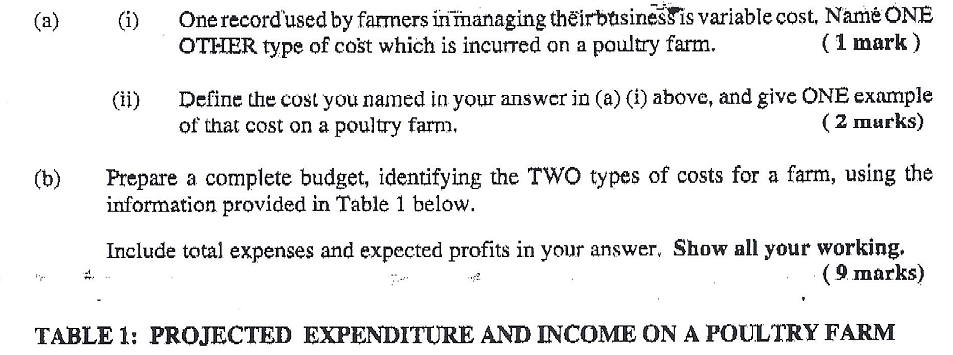 (a) (i) One record used by farmers in managing their business is variable cost. Name ONE
OTHER type of cost which is incurred on a poultry farm. ( 1 mark )
(ii) Define the cost you named in your answer in (a) (i) above, and give ONE example
of that cost on a poultry farm. ( 2 marks)
(b) Prepare a complete budget, identifying the TWO types of costs for a farm, using the
information provided in Table 1 below.
Include total expenses and expected profits in your answer. Show all your working.
( 9 marks)
TABLE 1: PROJECTED EXPENDITURE AND INCOME ON A POULTRY FARM